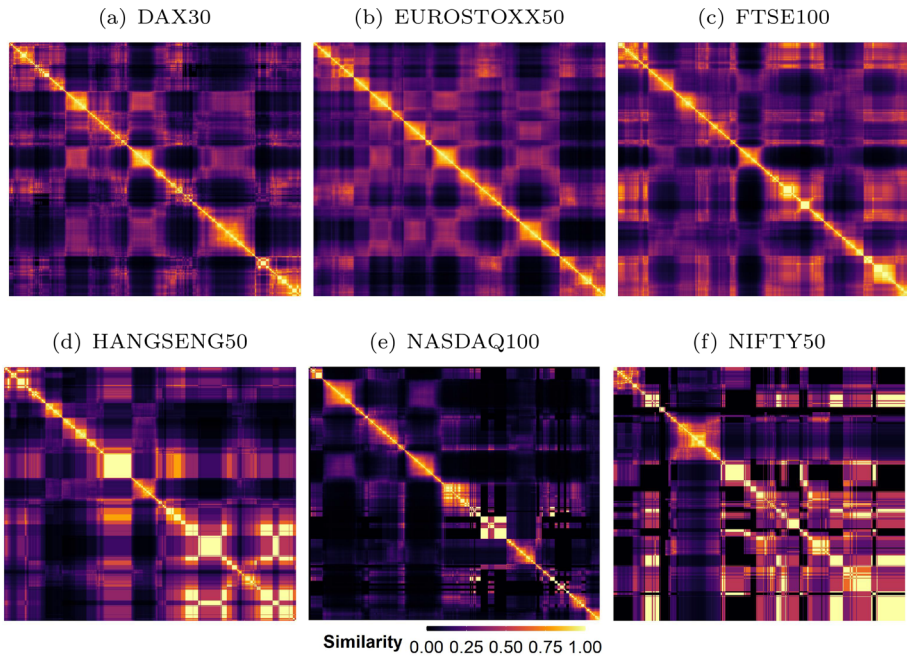 (a) DAX30
(b) EUROSTOXX50
(c) FTSE100
(d) HANGSENG50
(e) NASDAQ100
(f) NIFTY50
Similarity 0.00 0.25 0.50 0.75 1.00